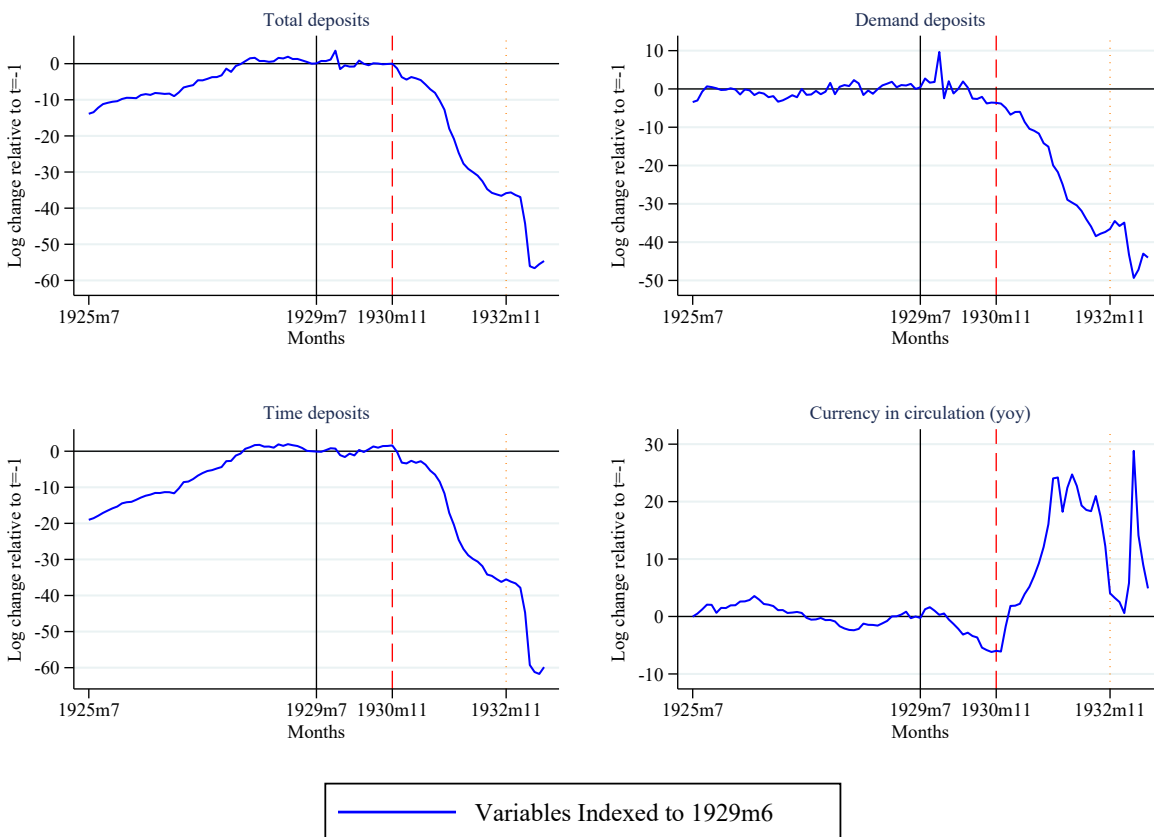 Total deposits
Log change relative to t=-1
0
-10
-20
-30
-40
-50
-60
1925m7
1929m7
1930m11
1932m11
Months
Demand deposits
Log change relative to t=-1
10
0
-10
-20
-30
-40
-50
1925m7
1929m7
1930m11
1932m11
Months
Time deposits
Log change relative to t=-1
0
-10
-20
-30
-40
-50
-60
1925m7
1929m7
1930m11
1932m11
Months
Currency in circulation (yoy)
Log change relative to t=-1
30
20
10
0
-10
1925m7
1929m7
1930m11
1932m11
Months
Variables Indexed to 1929m6